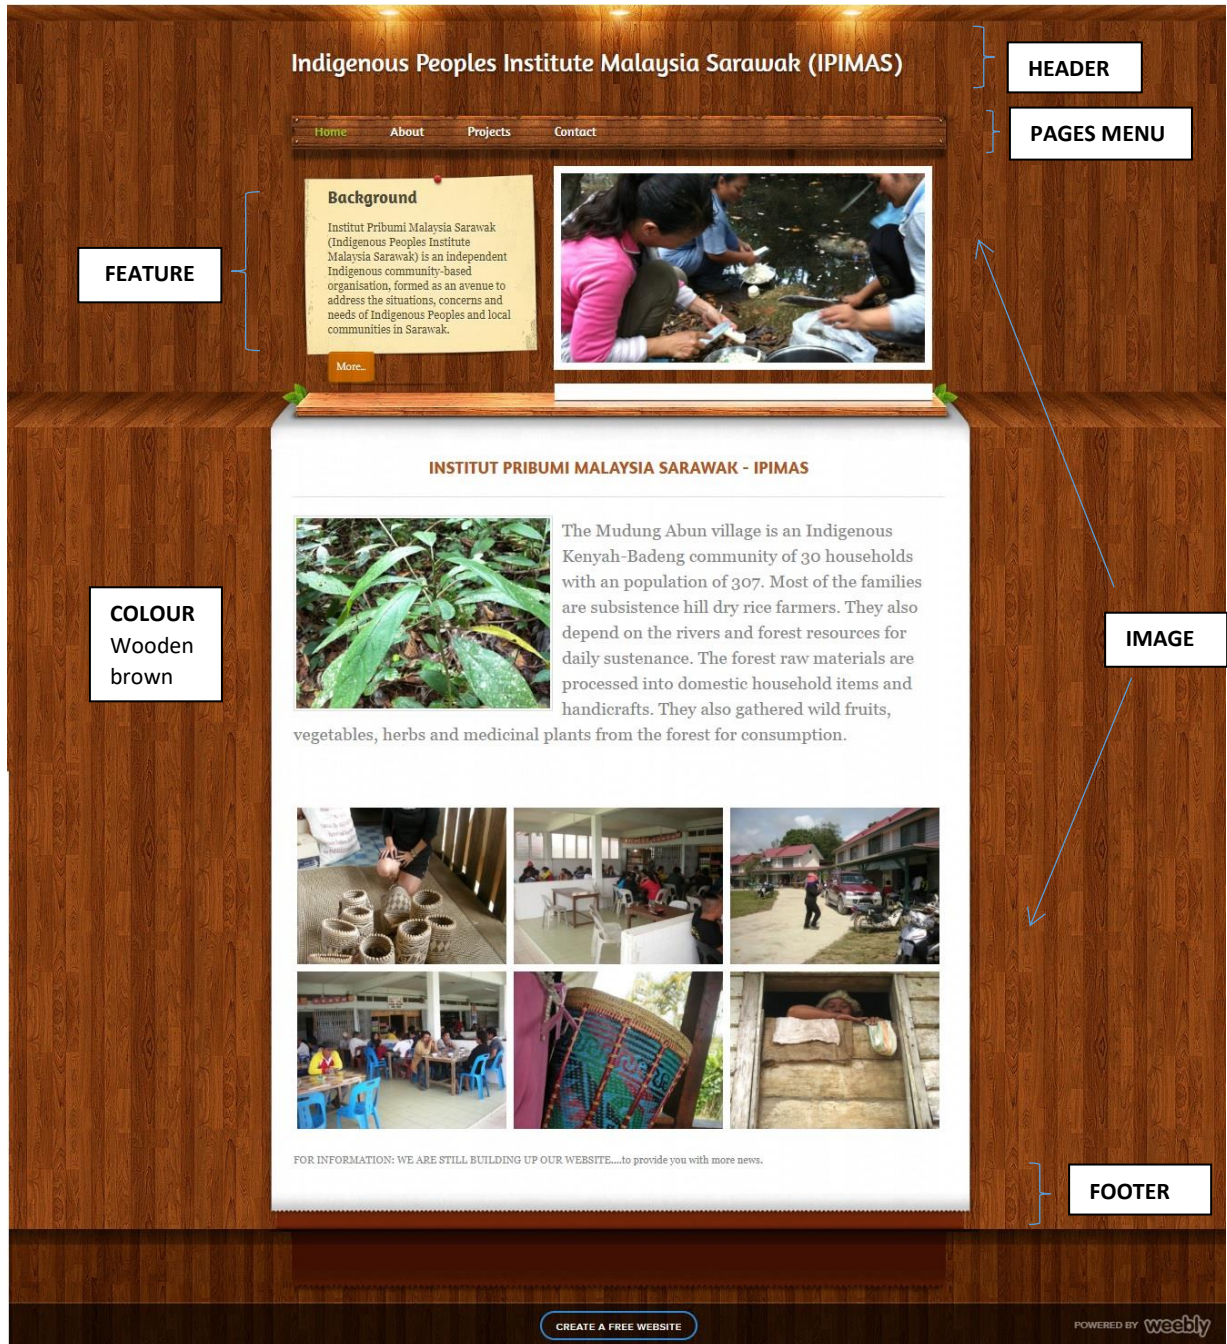 Indigenous Peoples Institute Malaysia Sarawak (IPIMAS)
HEADER
Home About Projects Contact
PAGES MENU
Background
Institut Pribumi Malaysia Sarawak
(Indigenous Peoples Institute
Malaysia Sarawak) is an independent
Indigenous community-based
organisation, formed as an avenue to
address the situations, concerns and
needs of Indigenous Peoples and local
communities in Sarawak.
More...
FEATURE
INSTITUT PRIBUMI MALAYSIA SARAWAK - IPIMAS
The Mudung Abun village is an Indigenous
Kenyah-Badeng community of 30 households
with an population of 307. Most of the families
are subsistence hill dry rice farmers. They also
depend on the rivers and forest resources for
daily sustenance. The forest raw materials are
processed into domestic household items and
handicrafts. They also gathered wild fruits,
vegetables, herbs and medicinal plants from the forest for consumption.
COLOUR
Wooden
brown
IMAGE
FOR INFORMATION: WE ARE STILL BUILDING UP OUR WEBSITE....to provide you with more news.
FOOTER
CREATE A FREE WEBSITE
POWERED BY weebly